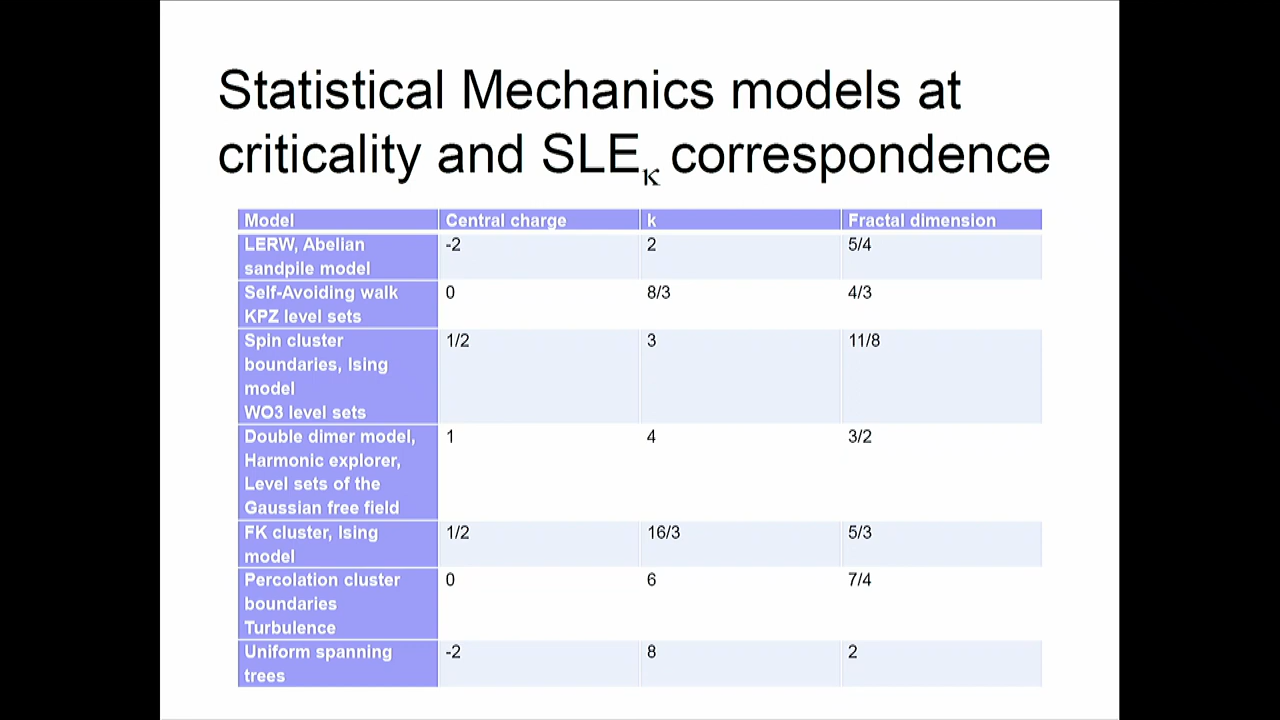 Statistical Mechanics models at
criticality and SLEκ correspondence
Model Central charge k Fractal dimension
LERW, Abelian -2 2 5/4
sandpile model
Self-Avoiding walk 0 8/3 4/3
KPZ level sets
Spin cluster 1/2 3 11/8
boundaries, Ising
model
WO3 level sets
Double dimer model, 1 4 3/2
Harmonic explorer,
Level sets of the
Gaussian free field
FK cluster, Ising 1/2 16/3 5/3
model
Percolation cluster 0 6 7/4
boundaries
Turbulence
Uniform spanning -2 8 2
trees